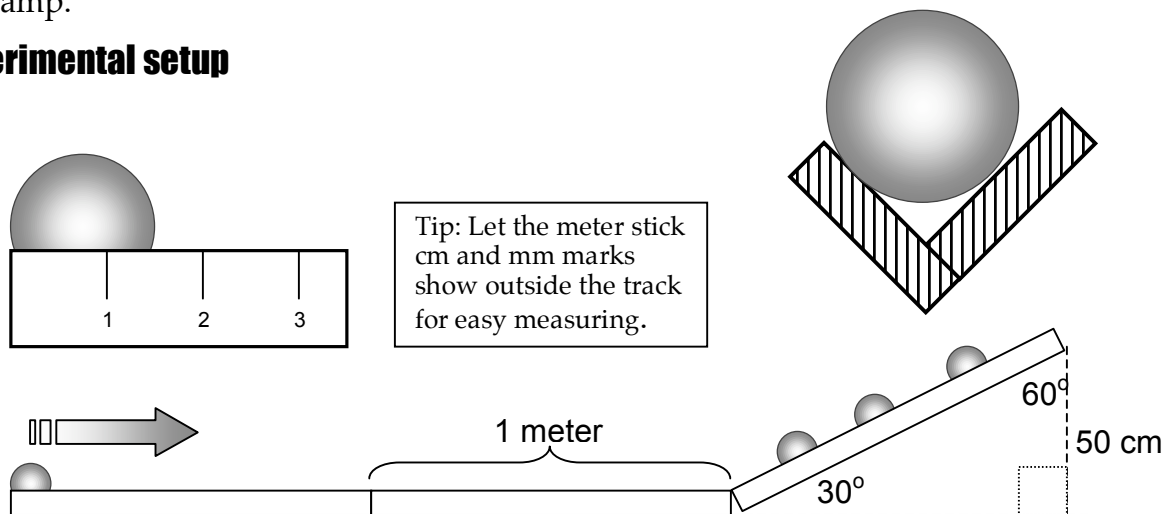 amp.
erimental setup
Tip: Let the meter stick
cm and mm marks
show outside the track
for easy measuring.
1 2 3
60°
1 meter
50 cm
30°